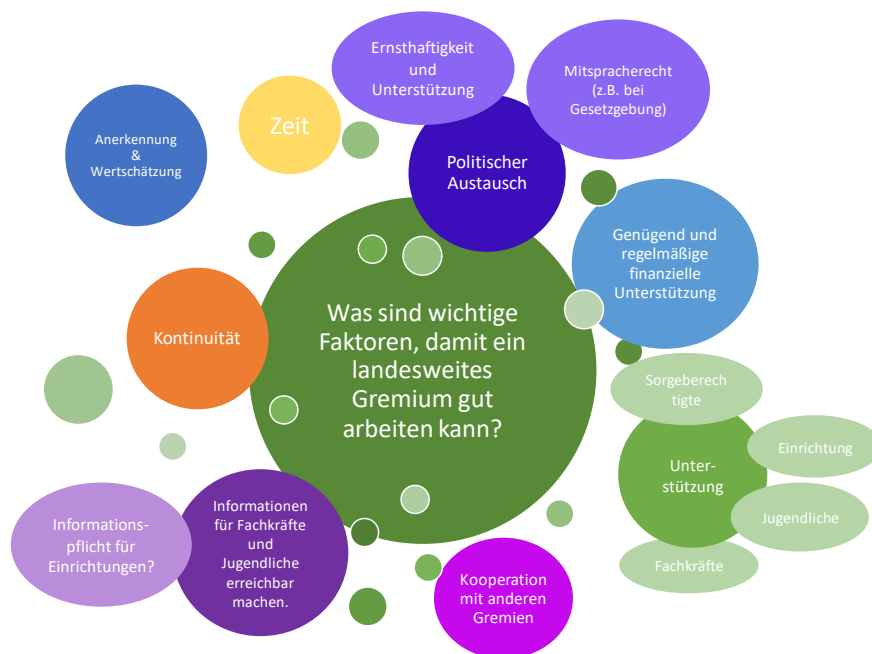 Ernsthaftigkeit
und
Unterstützung
Mitspracherecht
(z.B. bei
Gesetzgebung)
Zeit
Anerkennung
&
Wertschätzung
Politischer
Austausch
Genügend und
regelmäßige
finanzielle
Unterstützung
Was sind wichtige
Faktoren, damit ein
landesweites
Gremium gut
arbeiten kann?
Kontinuität
Sorgeberech
tigte
Unter-
stützung
Einrichtung
Jugendliche
Fachkräfte
Informations-
pflicht für
Einrichtungen?
Informationen
für Fachkräfte
und
Jugendliche
erreichbar
machen.
Kooperation
mit anderen
Gremien